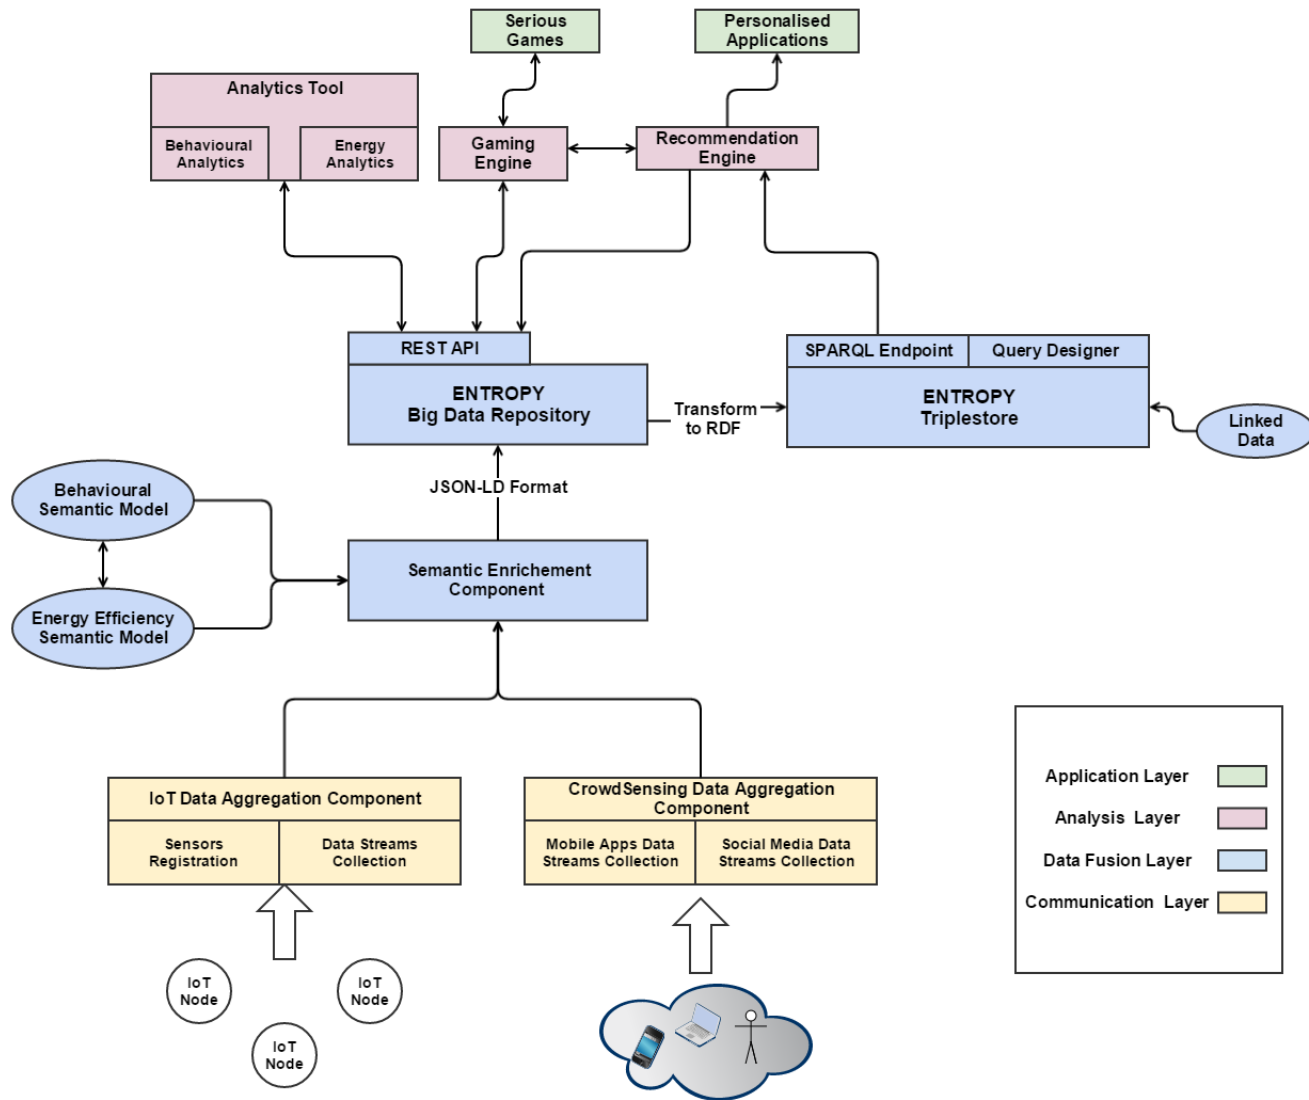 Serious
Games
Personalised
Applications
Analytics Tool
Behavioural
Analytics
Energy
Analytics
Gaming
Engine
Recommendation
Engine
REST API
ENTROPY
Big Data Repository
Transform
to RDF
SPARQL Endpoint
Query Designer
ENTROPY
Triplestore
Linked
Data
JSON-LD Format
Behavioural
Semantic Model
Energy Efficiency
Semantic Model
Semantic Enrichement
Component
IoT Data Aggregation Component
Sensors
Registration
Data Streams
Collection
CrowdSensing Data Aggregation
Component
Mobile Apps Data
Streams Collection
Social Media Data
Streams Collection
Application Layer
Analysis Layer
Data Fusion Layer
Communication Layer
IoT
Node
IoT
Node
IoT
Node